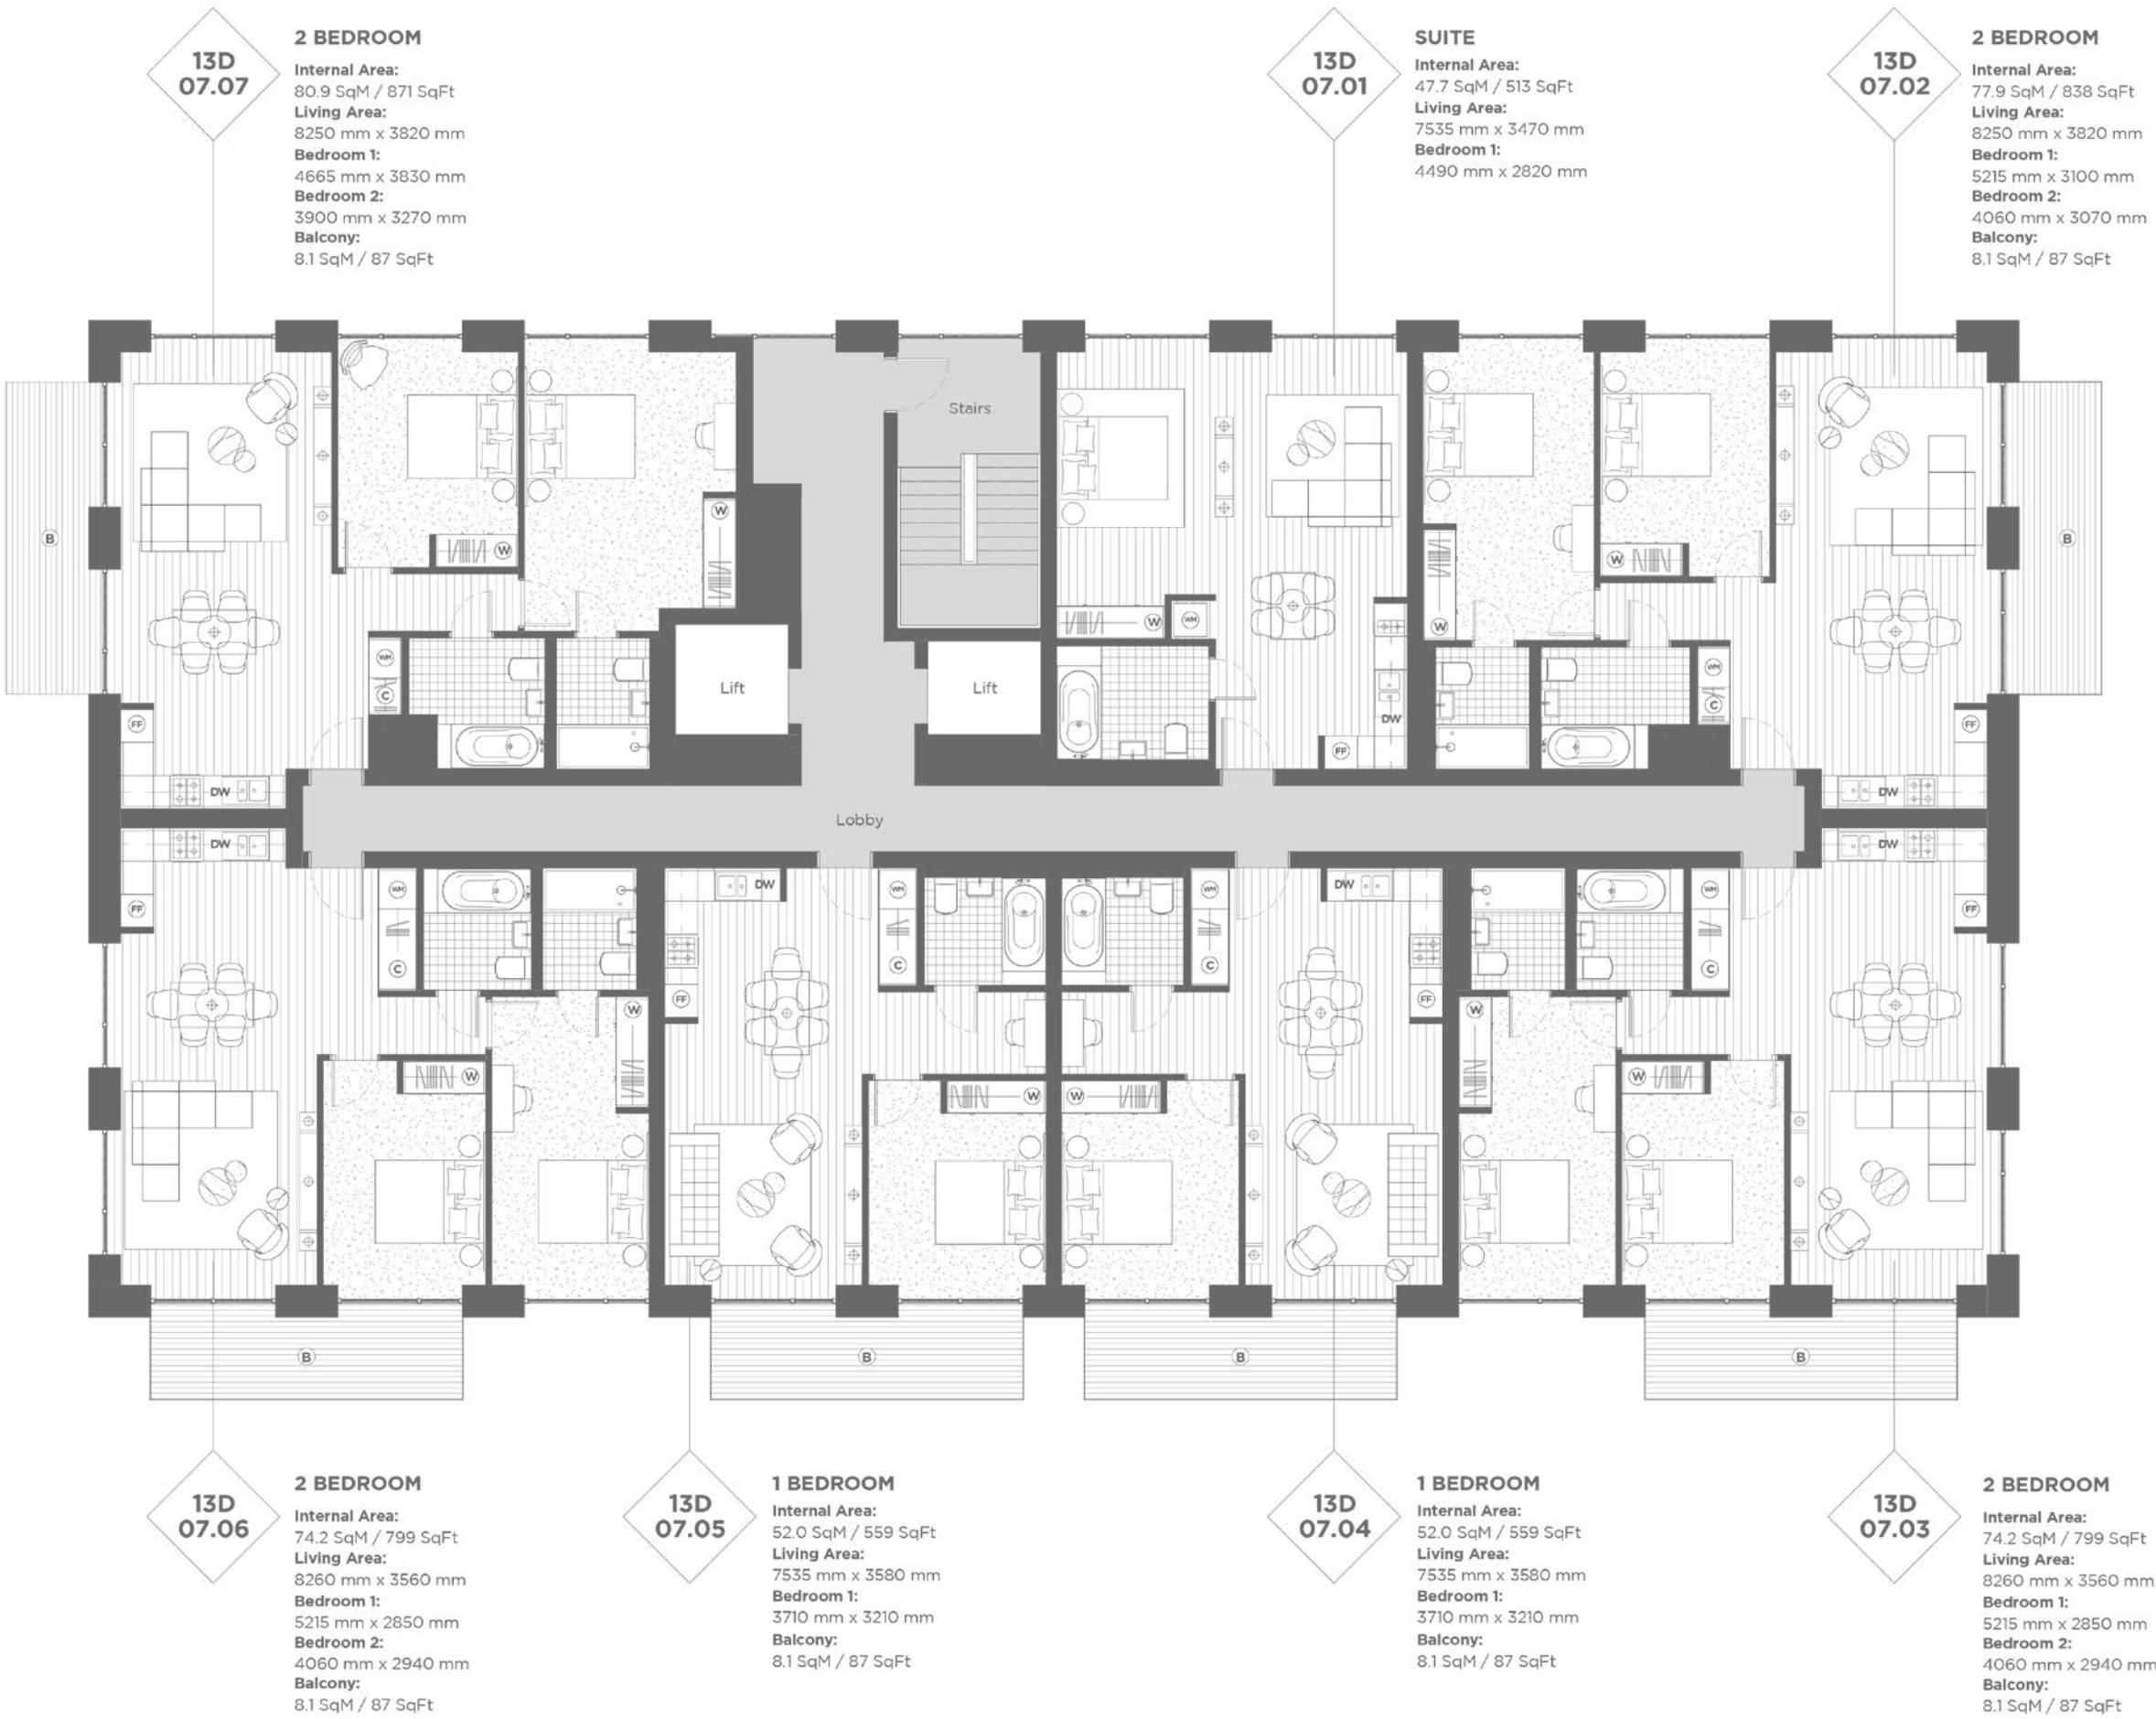 13D
07.07
2 BEDROOM
Internal Area:
80.9 SqM / 871 SqFt
Living Area:
8250 mm x 3820 mm
Bedroom 1:
4665 mm x 3830 mm
Bedroom 2:
3900 mm x 3270 mm
Balcony:
8.1 SqM / 87 SqFt
13D
07.01
SUITE
Internal Area:
47.7 SqM / 513 SqFt
Living Area:
7535 mm x 3470 mm
Bedroom 1:
4490 mm x 2820 mm
13D
07.02
2 BEDROOM
Internal Area:
77.9 SqM / 838 SqFt
Living Area:
8250 mm x 3820 mm
Bedroom 1:
5215 mm x 3100 mm
Bedroom 2:
4060 mm x 3070 mm
Balcony:
8.1 SqM / 87 SqFt
Stairs
W
B
W
B
W
W
WM
W
WM
C
Lift
Lift
WM
C
FF
DW
FF
FF
DW
DW
Lobby
DW
DW
DW
DW
WM
WM
WM
WM
FF
FF
C
C
C
C
FF
FF
W
W
W
W
W
W
B
B
B
B
13D
07.06
2 BEDROOM
Internal Area:
74.2 SqM / 799 SqFt
Living Area:
8260 mm x 3560 mm
Bedroom 1:
5215 mm x 2850 mm
Bedroom 2:
4060 mm x 2940 mm
Balcony:
8.1 SqM / 87 SqFt
13D
07.05
1 BEDROOM
Internal Area:
52.0 SqM / 559 SqFt
Living Area:
7535 mm x 3580 mm
Bedroom 1:
3710 mm x 3210 mm
Balcony:
8.1 SqM / 87 SqFt
13D
07.04
1 BEDROOM
Internal Area:
52.0 SqM / 559 SqFt
Living Area:
7535 mm x 3580 mm
Bedroom 1:
3710 mm x 3210 mm
Balcony:
8.1 SqM / 87 SqFt
13D
07.03
2 BEDROOM
Internal Area:
74.2 SqM / 799 SqFt
Living Area:
8260 mm x 3560 mm
Bedroom 1:
5215 mm x 2850 mm
Bedroom 2:
4060 mm x 2940 mm
Balcony:
8.1 SqM / 87 SqFt